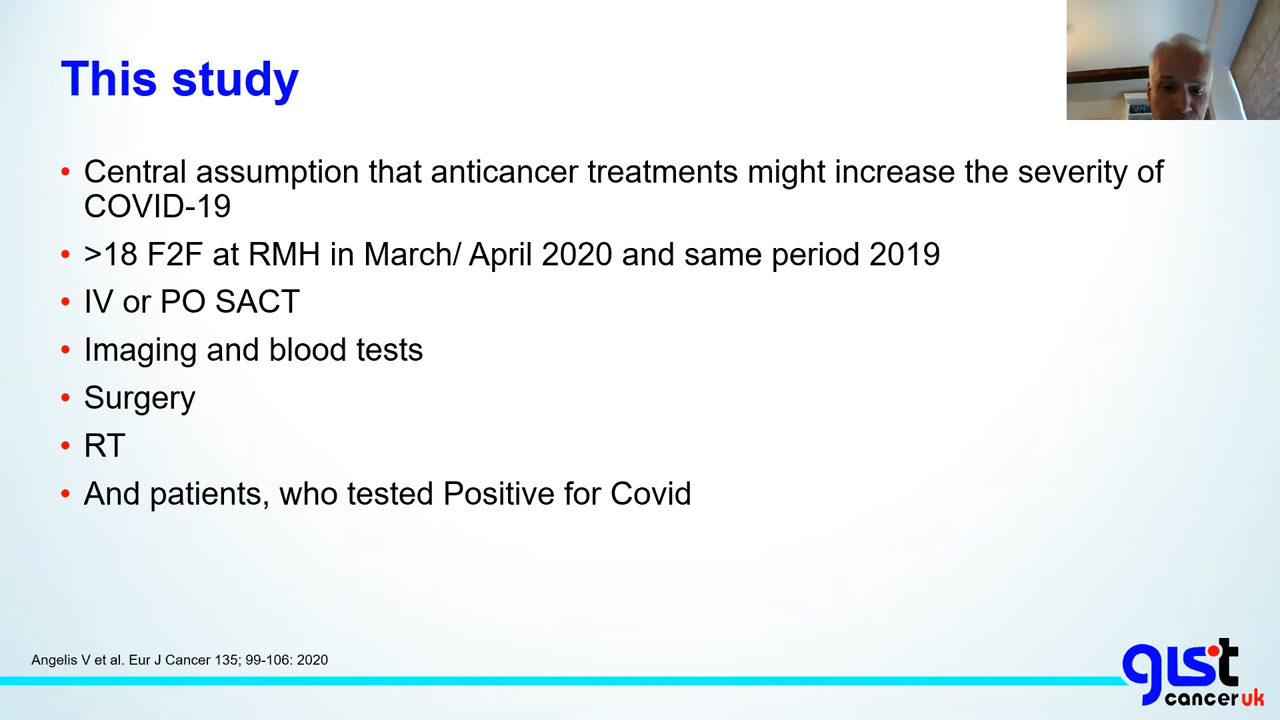 This study
• Central assumption that anticancer treatments might increase the severity of
COVID-19
• >18 F2F at RMH in March/ April 2020 and same period 2019
• IV or PO SACT
• Imaging and blood tests
• Surgery
• RT
• And patients, who tested Positive for Covid
Angelis V et al. Eur J Cancer 135; 99-106: 2020
gist
cancer uk